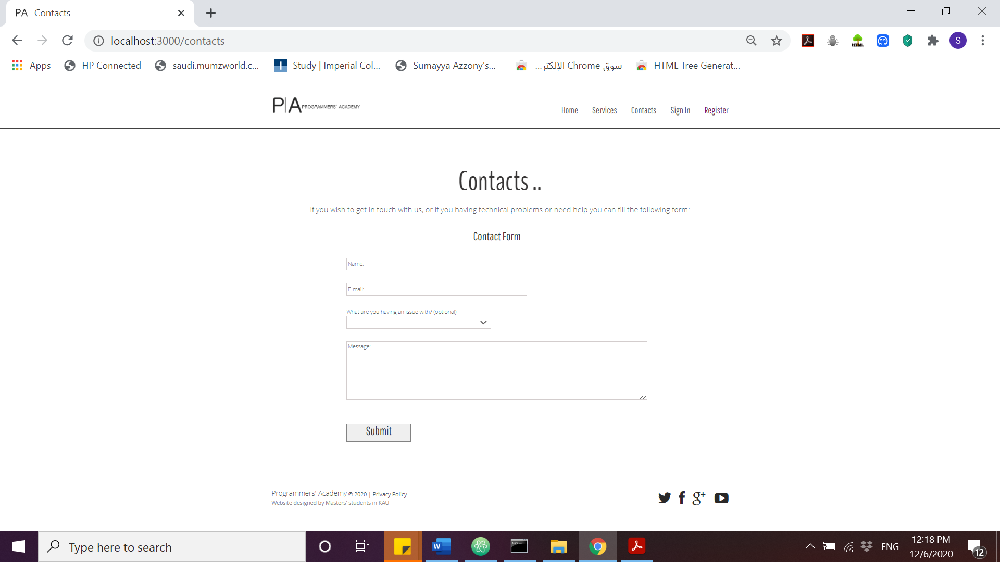 PA Contacts
localhost:3000/contacts
HTML
S
Apps
HP Connected
saudi.mumzworld.c...
Study | Imperial Col...
Sumayya Azzony's...
سوق Chrome الإلكتر...
HTML Tree Generat...
P|A PROGRAMMERS' ACADEMY
Home
Services
Contacts
Sign In
Register
Contacts ..
If you wish to get in touch with us, or if you having technical problems or need help you can fill the following form:
Contact Form
Name:
E-mail:
What are you having an issue with? (optional)
...
Message:
Submit
Programmers' Academy © 2020 | Privacy Policy
Website designed by Masters' students in KAU
Type here to search
ENG
12:18 PM
12/6/2020
12